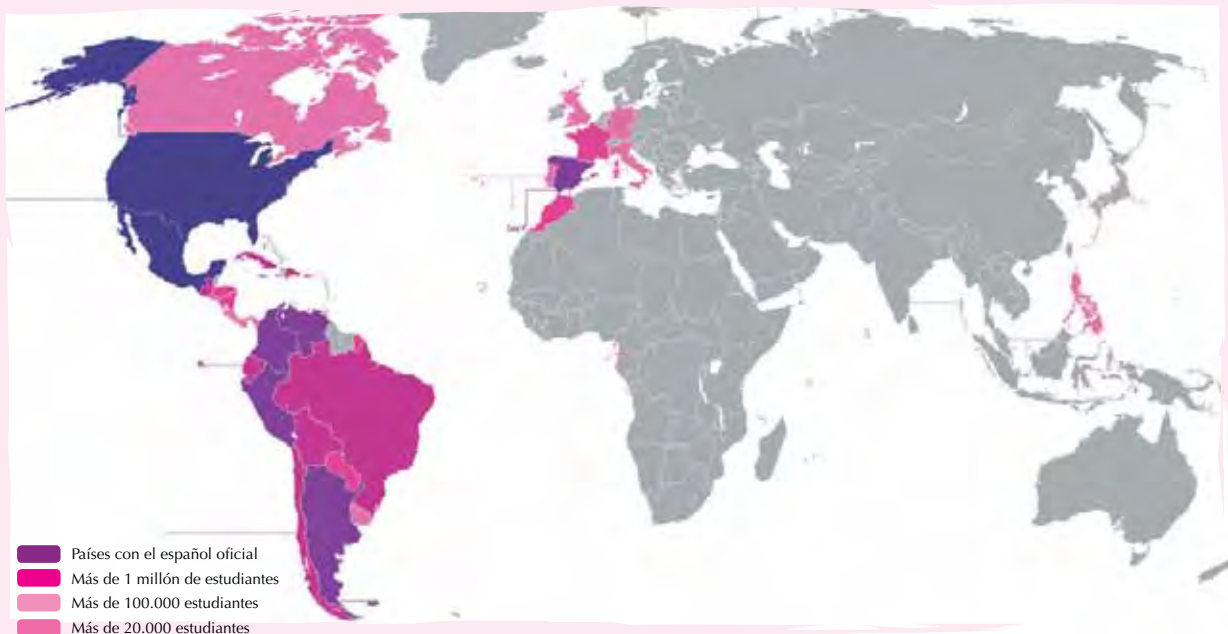 Países con el español oficial
Más de 1 millón de estudiantes
Más de 100.000 estudiantes
Más de 20.000 estudiantes